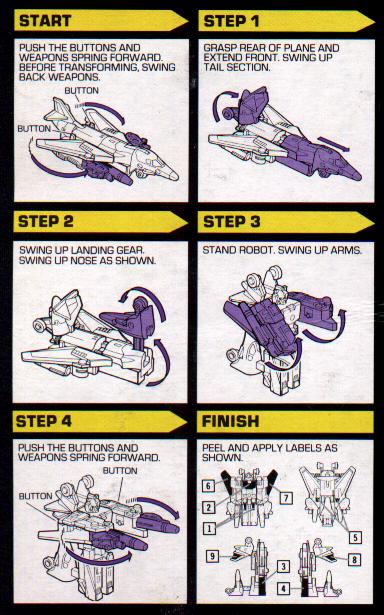 START
PUSH THE BUTTONS AND
WEAPONS SPRING FORWARD.
BEFORE TRANSFORMING, SWING
BACK WEAPONS.
BUTTON
BUTTON
STEP 1
GRASP REAR OF PLANE AND
EXTEND FRONT. SWING UP
TAIL SECTION.
STEP 2
SWING UP LANDING GEAR.
SWING UP NOSE AS SHOWN.
STEP 3
STAND ROBOT. SWING UP ARMS.
STEP 4
PUSH THE BUTTONS AND
WEAPONS SPRING FORWARD.
BUTTON
BUTTON
FINISH
PEEL AND APPLY LABELS AS
SHOWN.
6
7
2
1
5
9
3
8
4